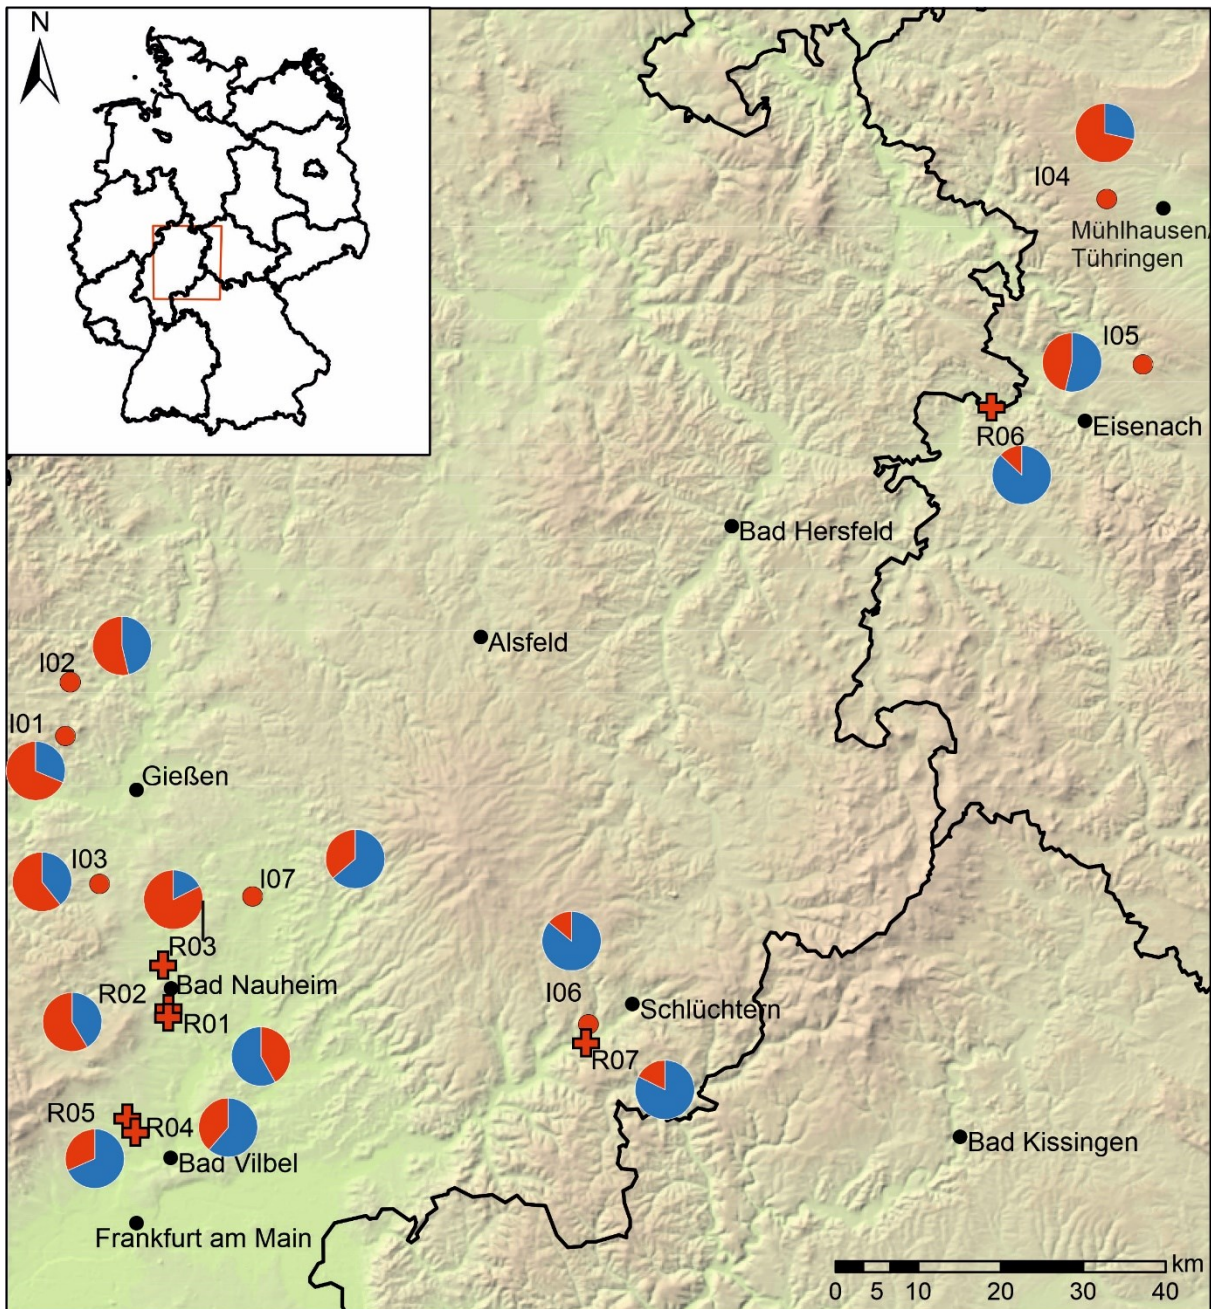 N
I04
Mühlhausen/
Tühringen
I05
R06
Eisenach
Bad Hersfeld
Alsfeld
I02
I01
Gießen
I03
I07
R03
Bad Nauheim
R02
R01
I06
Schlüchtern
R07
R05
R04
Bad Vilbel
Bad Kissingen
Frankfurt am Main
km
0 5 10 20 30 40